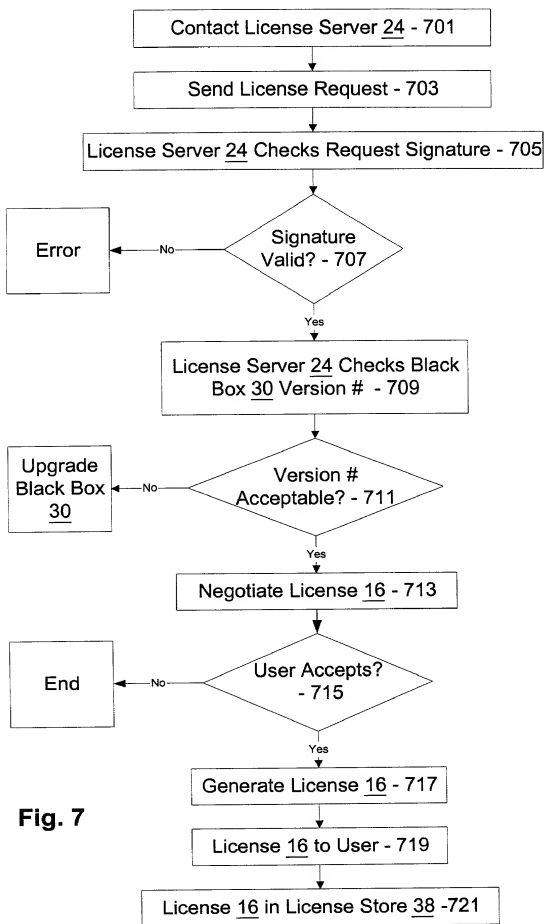 Contact License Server 24 - 701
Send License Request - 703
License Server 24 Checks Request Signature - 705
Signature
Valid? - 707
No
Error
Yes
License Server 24 Checks Black
Box 30 Version # - 709
Version #
Acceptable? - 711
No
Upgrade
Black Box
30
Yes
Negotiate License 16 - 713
User Accepts?
- 715
No
End
Yes
Generate License 16 - 717
Fig. 7
License 16 to User - 719
License 16 in License Store 38 -721